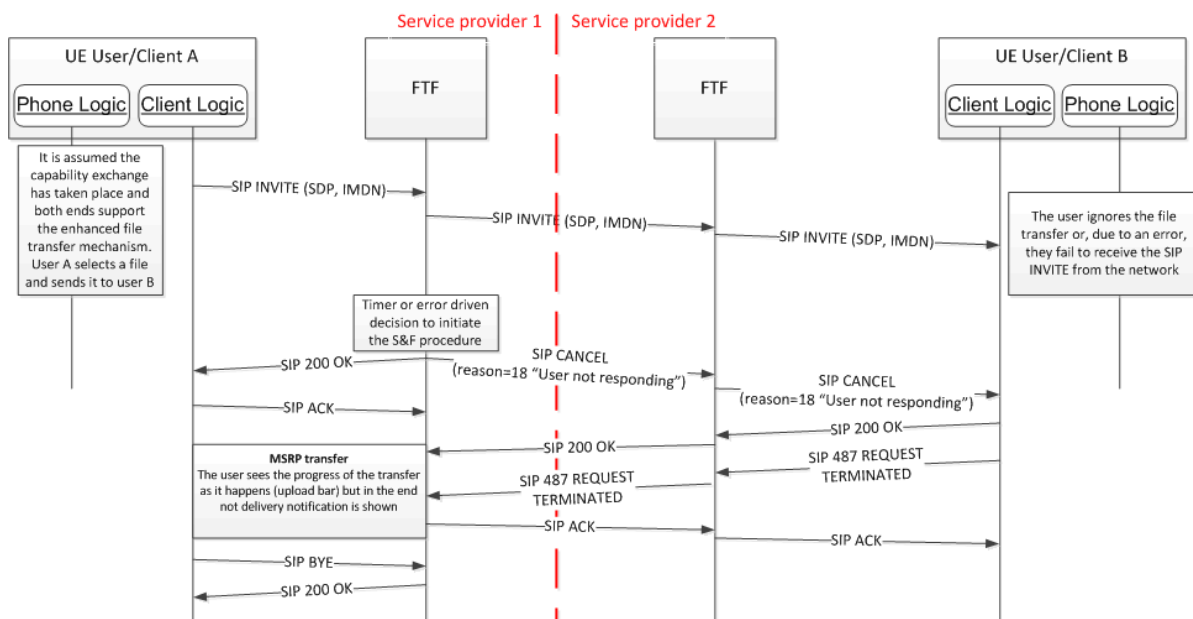 Service provider 1
Service provider 2
UE User/Client A
Phone Logic
Client Logic
FTF
FTF
UE User/Client B
Client Logic
Phone Logic
It is assumed the
capability exchange
has taken place and
both ends support
the enhanced file
transfer mechanism.
User A selects a file
and sends it to user B
SIP INVITE (SDP, IMDN)
SIP INVITE (SDP, IMDN)
SIP INVITE (SDP, IMDN)
The user ignores the file
transfer or, due to an error,
they fail to receive the SIP
INVITE from the network
Timer or error driven
decision to initiate
the S&F procedure
SIP 200 OK
SIP CANCEL
(reason=18 “User not responding”)
SIP CANCEL
(reason=18 “User not responding”)
SIP ACK
SIP 200 OK
SIP 200 OK
MSRP transfer
The user sees the progress of the transfer
as it happens (upload bar) but in the end
not delivery notification is shown
SIP 487 REQUEST
TERMINATED
SIP 487 REQUEST
TERMINATED
SIP ACK
SIP ACK
SIP BYE
SIP 200 OK